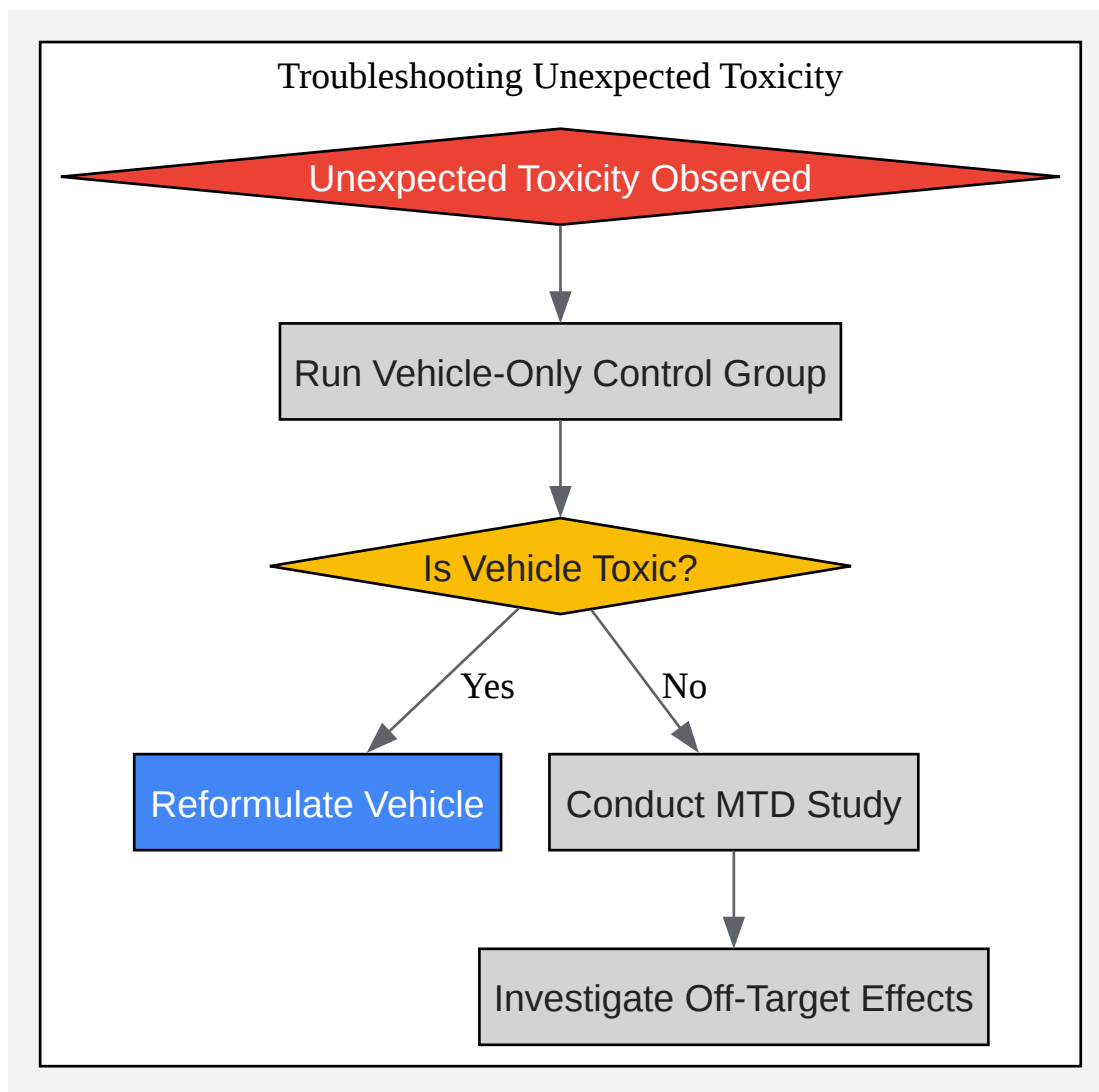 Troubleshooting Unexpected Toxicity
Unexpected Toxicity Observed
Run Vehicle-Only Control Group
Is Vehicle Toxic?
Yes
No
Reformulate Vehicle
Conduct MTD Study
Investigate Off-Target Effects